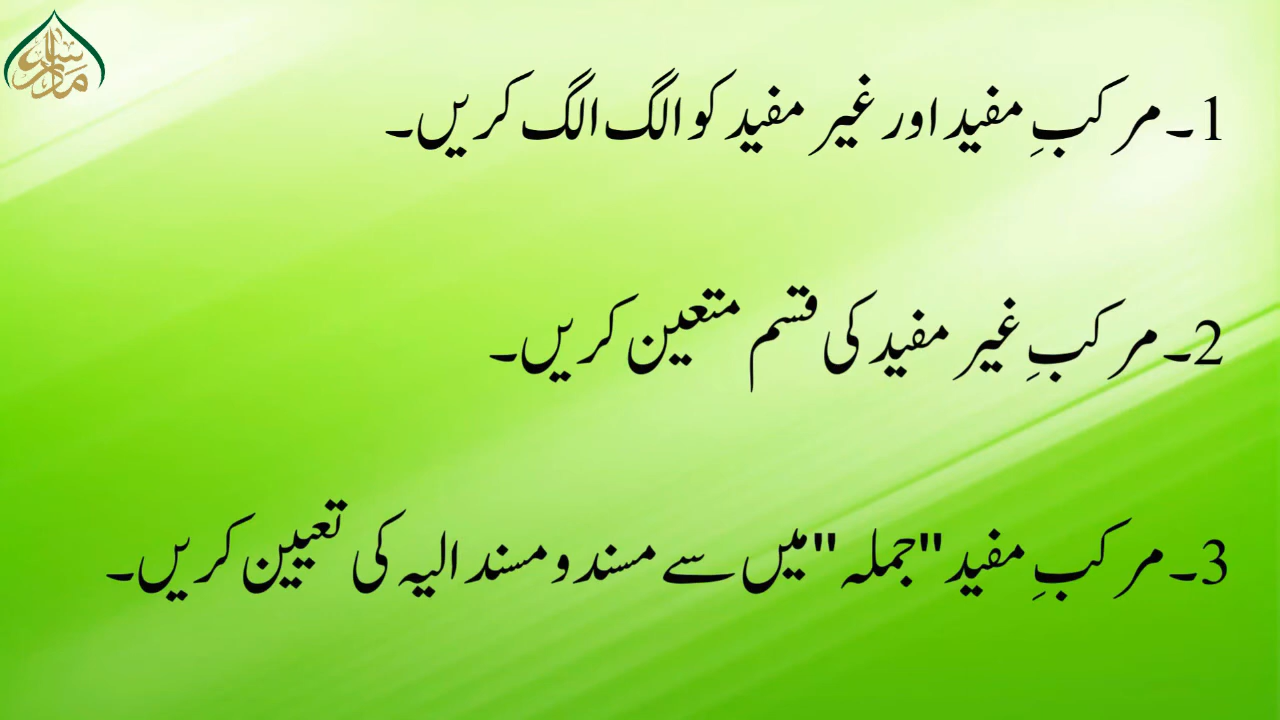 1۔ مرکبِ مفید اور غیر مفید کو الگ الگ کریں۔
2۔ مرکبِ غیر مفید کی قسم متعین کریں۔
3۔ مرکبِ مفید "جملہ" میں سے مسند و مسند الیہ کی تعیین کریں۔